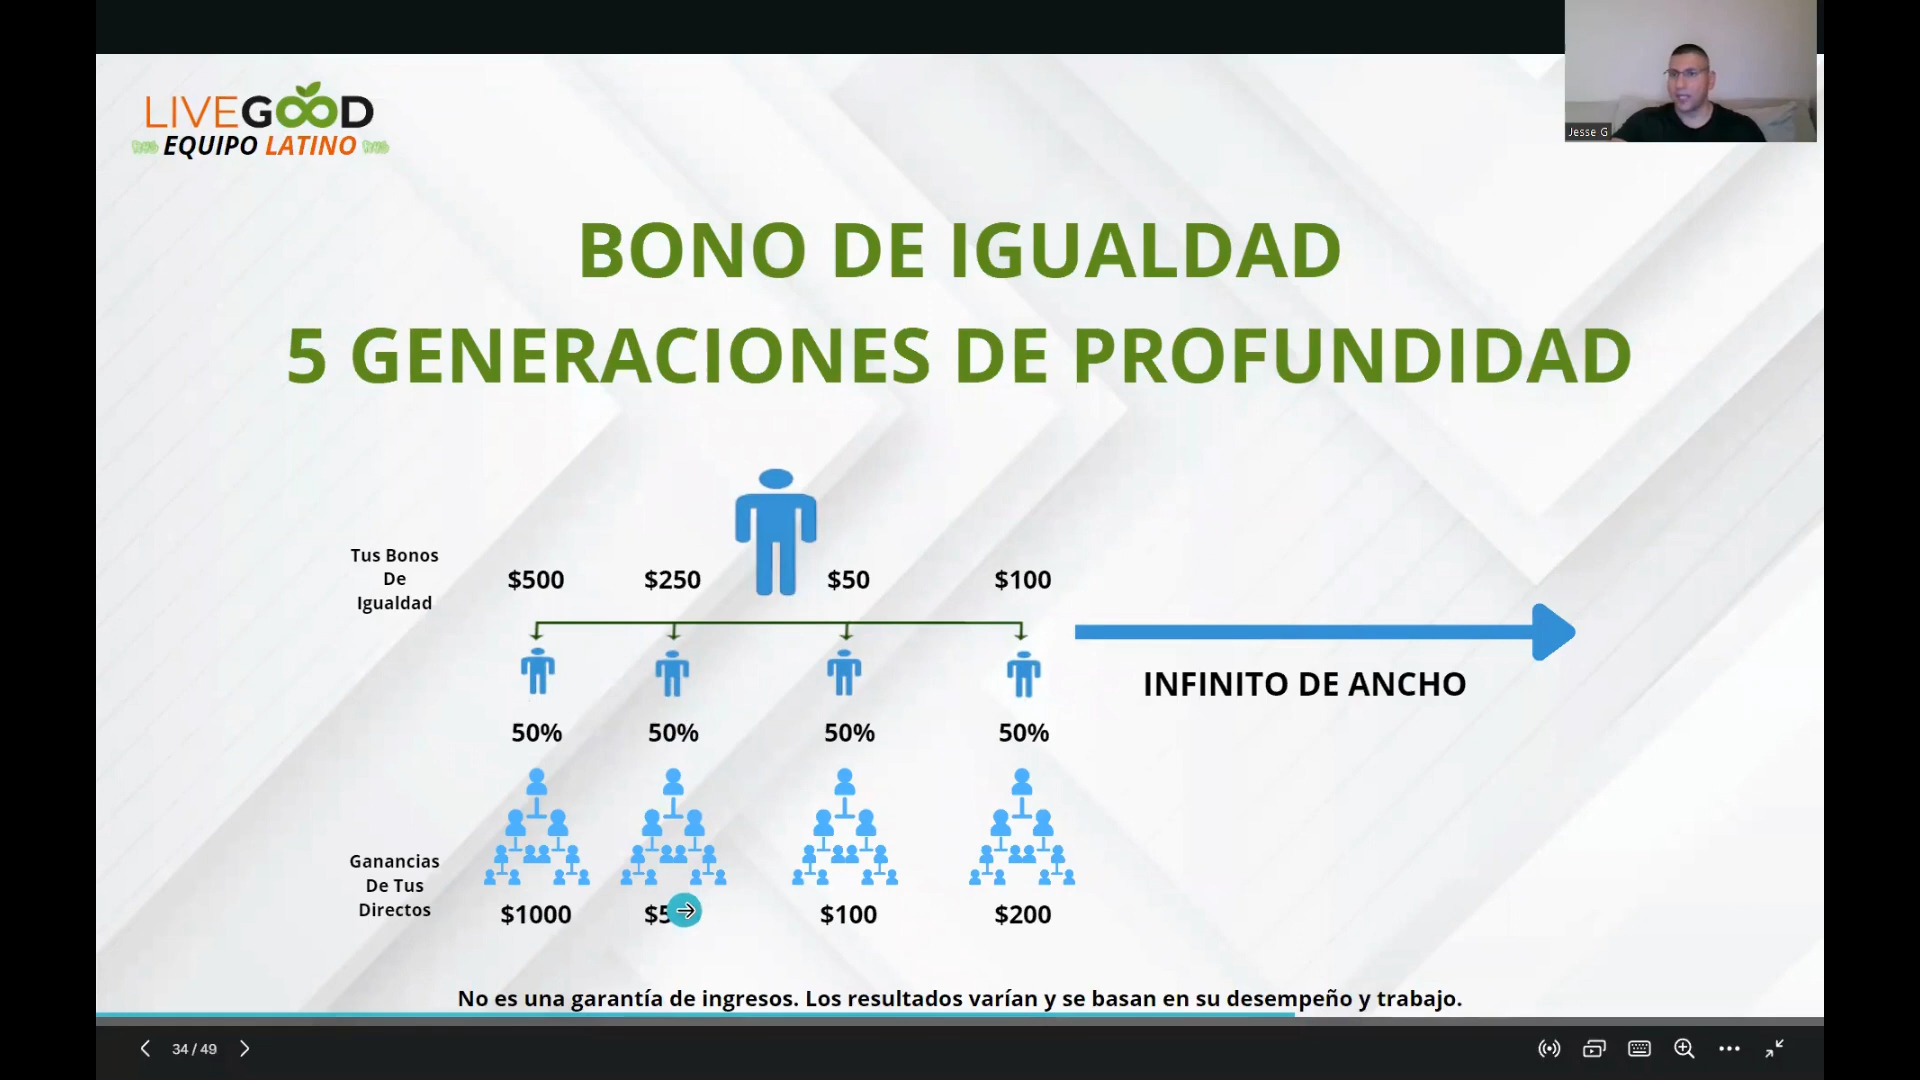 LIVEGOOD
EQUIPO LATINO
Jesse G
BONO DE IGUALDAD
5 GENERACIONES DE PROFUNDIDAD
Tus Bonos
De
Igualdad
$500 $250 $50 $100
INFINITO DE ANCHO
50% 50% 50% 50%
Ganancias
De Tus
Directos
$1000 $100 $200
No es una garantía de ingresos. Los resultados varían y se basan en su desempeño y trabajo.
34 / 49